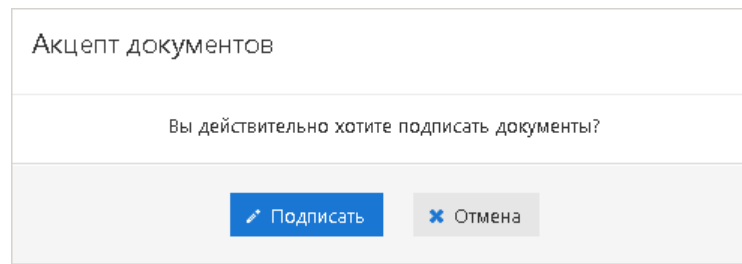 Акцепт документов
Вы действительно хотите подписать документы?
Подписать
Отмена